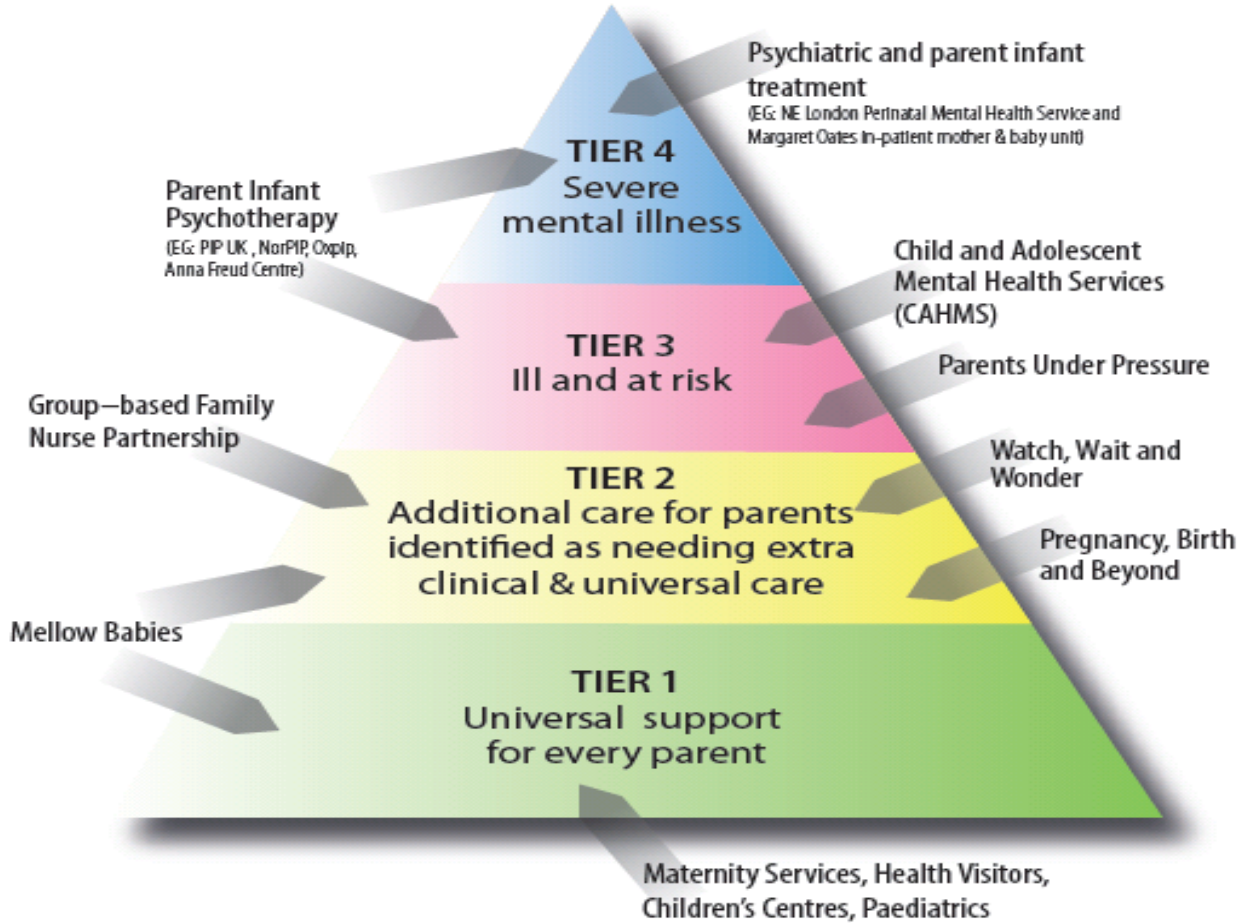 Psychiatric and parent infant
treatment
(EG: NE London Perinatal Mental Health Service and
Margaret Oates in-patient mother & baby unit)
TIER 4
Severe
mental illness
Parent Infant
Psychotherapy
(EG: PIP UK , NorPIP, Oxpip,
Anna Freud Centre)
Child and Adolescent
Mental Health Services
(CAHMS)
TIER 3
Ill and at risk
Parents Under Pressure
Group–based Family
Nurse Partnership
Watch, Wait and
Wonder
TIER 2
Additional care for parents
identified as needing extra
clinical & universal care
Pregnancy, Birth
and Beyond
Mellow Babies
TIER 1
Universal support
for every parent
Maternity Services, Health Visitors,
Children's Centres, Paediatrics